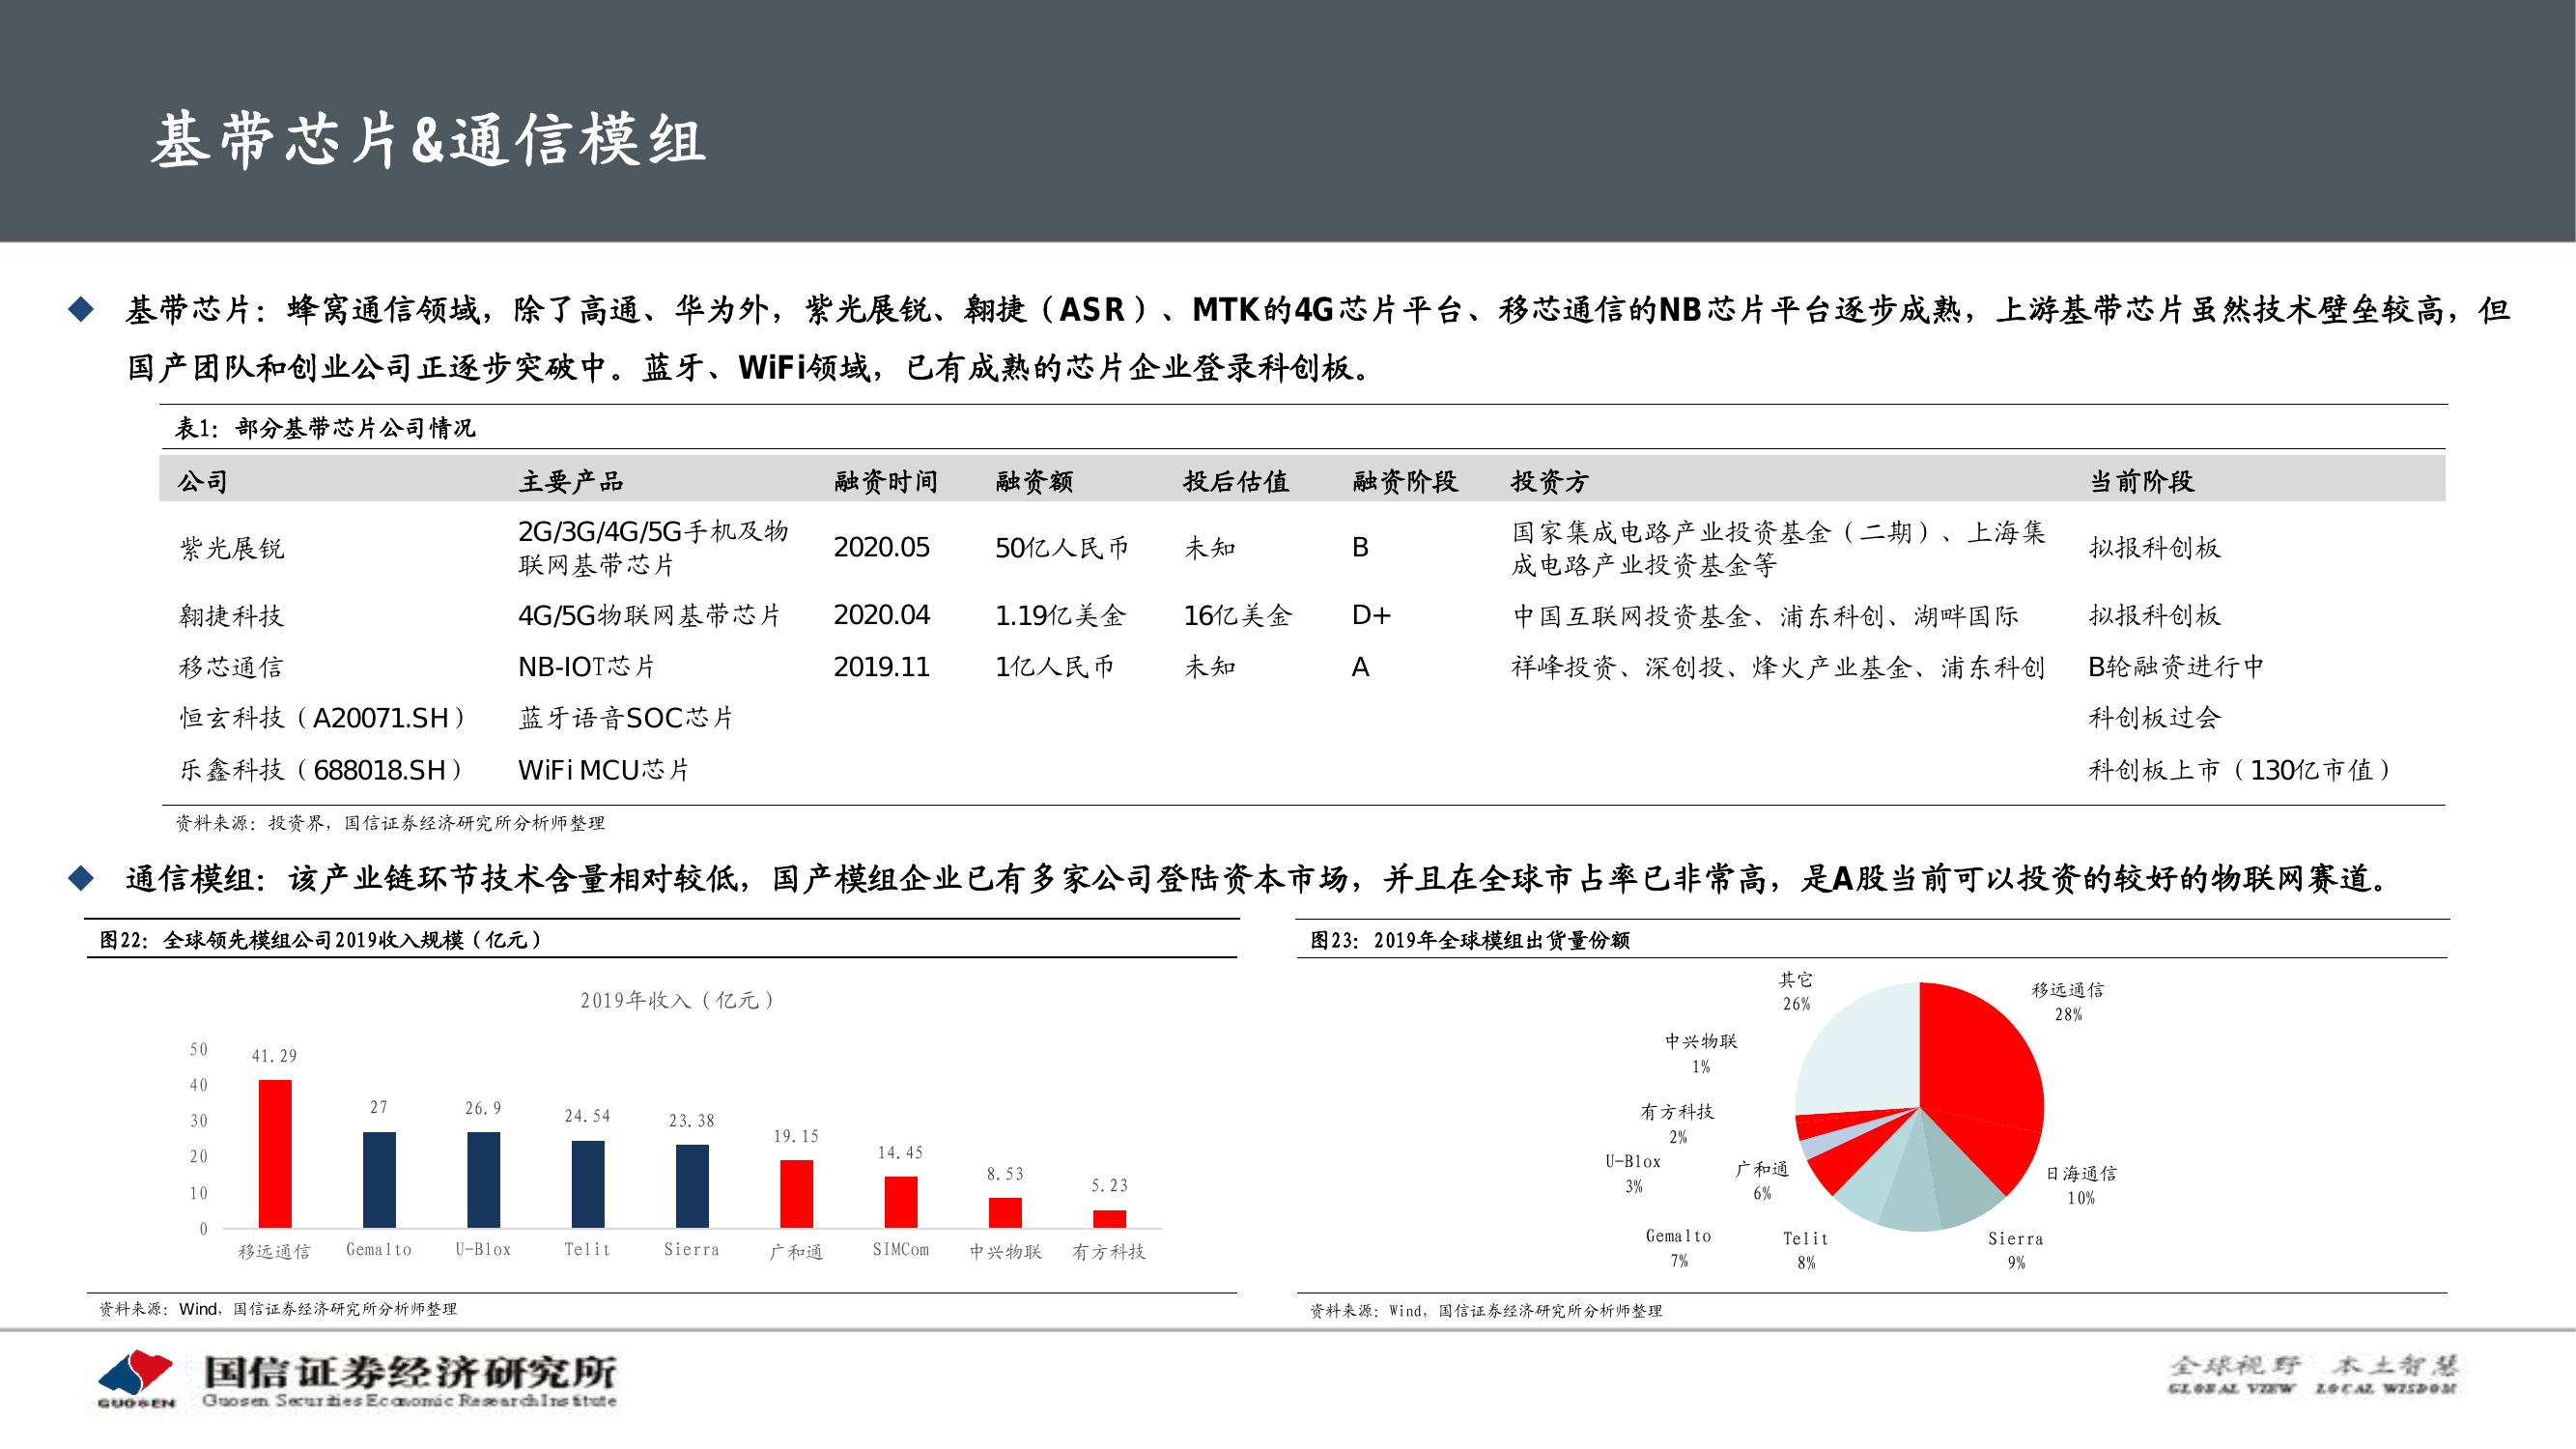 基带芯片&通信模组
基带芯片：蜂窝通信领域，除了高通、华为外，紫光展锐、翱捷（ASR）、MTK的4G芯片平台、移芯通信的NB芯片平台逐步成熟，上游基带芯片虽然技术壁垒较高，但
国产团队和创业公司正逐步突破中。蓝牙、WiFi领域，已有成熟的芯片企业登录科创板。
表1：部分基带芯片公司情况
公司 主要产品 融资时间 融资额 投后估值 融资阶段 投资方 当前阶段
紫光展锐 2G/3G/4G/5G手机及物 2020.05 50亿人民币 未知 B 国家集成电路产业投资基金（二期）、上海集 拟报科创板
联网基带芯片 成电路产业投资基金等
翱捷科技 4G/5G物联网基带芯片 2020.04 1.19亿美金 16亿美金 D+ 中国互联网投资基金、浦东科创、湖畔国际 拟报科创板
移芯通信 NB-IOT芯片 2019.11 1亿人民币 未知 A 祥峰投资、深创投、烽火产业基金、浦东科创 B轮融资进行中
恒玄科技（A20071.SH） 蓝牙语音SOC芯片 科创板过会
乐鑫科技（688018.SH） WiFi MCU芯片 科创板上市（130亿市值）
资料来源：投资界，国信证券经济研究所分析师整理
通信模组：该产业链环节技术含量相对较低，国产模组企业已有多家公司登陆资本市场，并且在全球市占率已非常高，是A股当前可以投资的较好的物联网赛道。
图22：全球领先模组公司2019收入规模（亿元）
2019年收入（亿元）
50
40
30
20
10
0
41.29 27 26.9 24.54 23.38 19.15 14.45 8.53 5.23
移远通信 Gemalto U-Blox Telit Sierra 广和通 SIMCom 中兴物联 有方科技
资料来源：Wind，国信证券经济研究所分析师整理
图23：2019年全球模组出货量份额
移远通信
28%
日海通信
10%
Sierra
9%
Telit
8%
Gemalto
7%
广和通
6%
U-Blox
3%
有方科技
2%
中兴物联
1%
其它
26%
资料来源：Wind，国信证券经济研究所分析师整理
GUOSEN
国信证券经济研究所
Guosen Securities Economic Research Institute
全球视野 本土智慧
GLOBAL VIEW LOCAL WISDOM